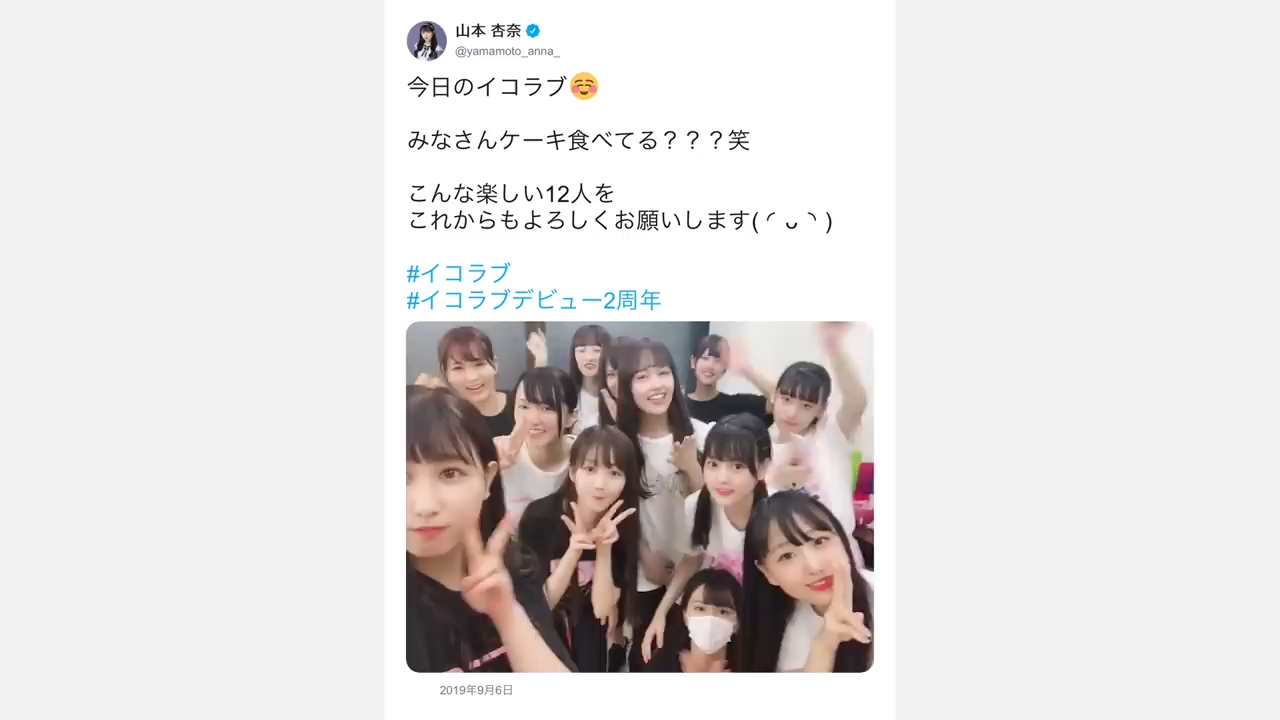 山本 杏奈
@yamamoto_anna_
今日のイコラブ☺️
みなさんケーキ食べてる？？？笑
こんな楽しい12人を
これからもよろしくお願いします( ◜ ᴗ ◝ )
#イコラブ
#イコラブデビュー2周年
2019年9月6日